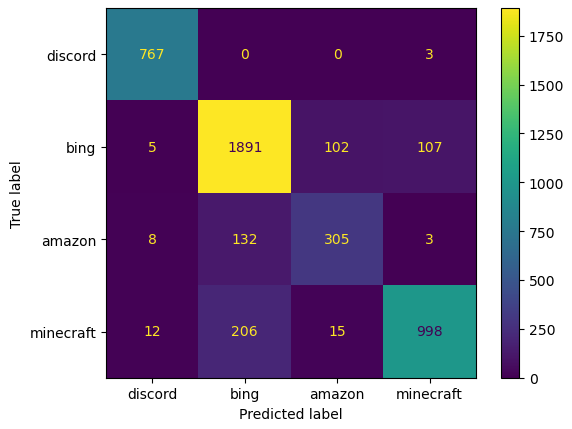 discord 767 0 0 3
bing 5 1891 102 107
amazon 8 132 305 3
minecraft 12 206 15 998
discord bing amazon minecraft
Predicted label
True label
1750
1500
1250
1000
750
500
250
0